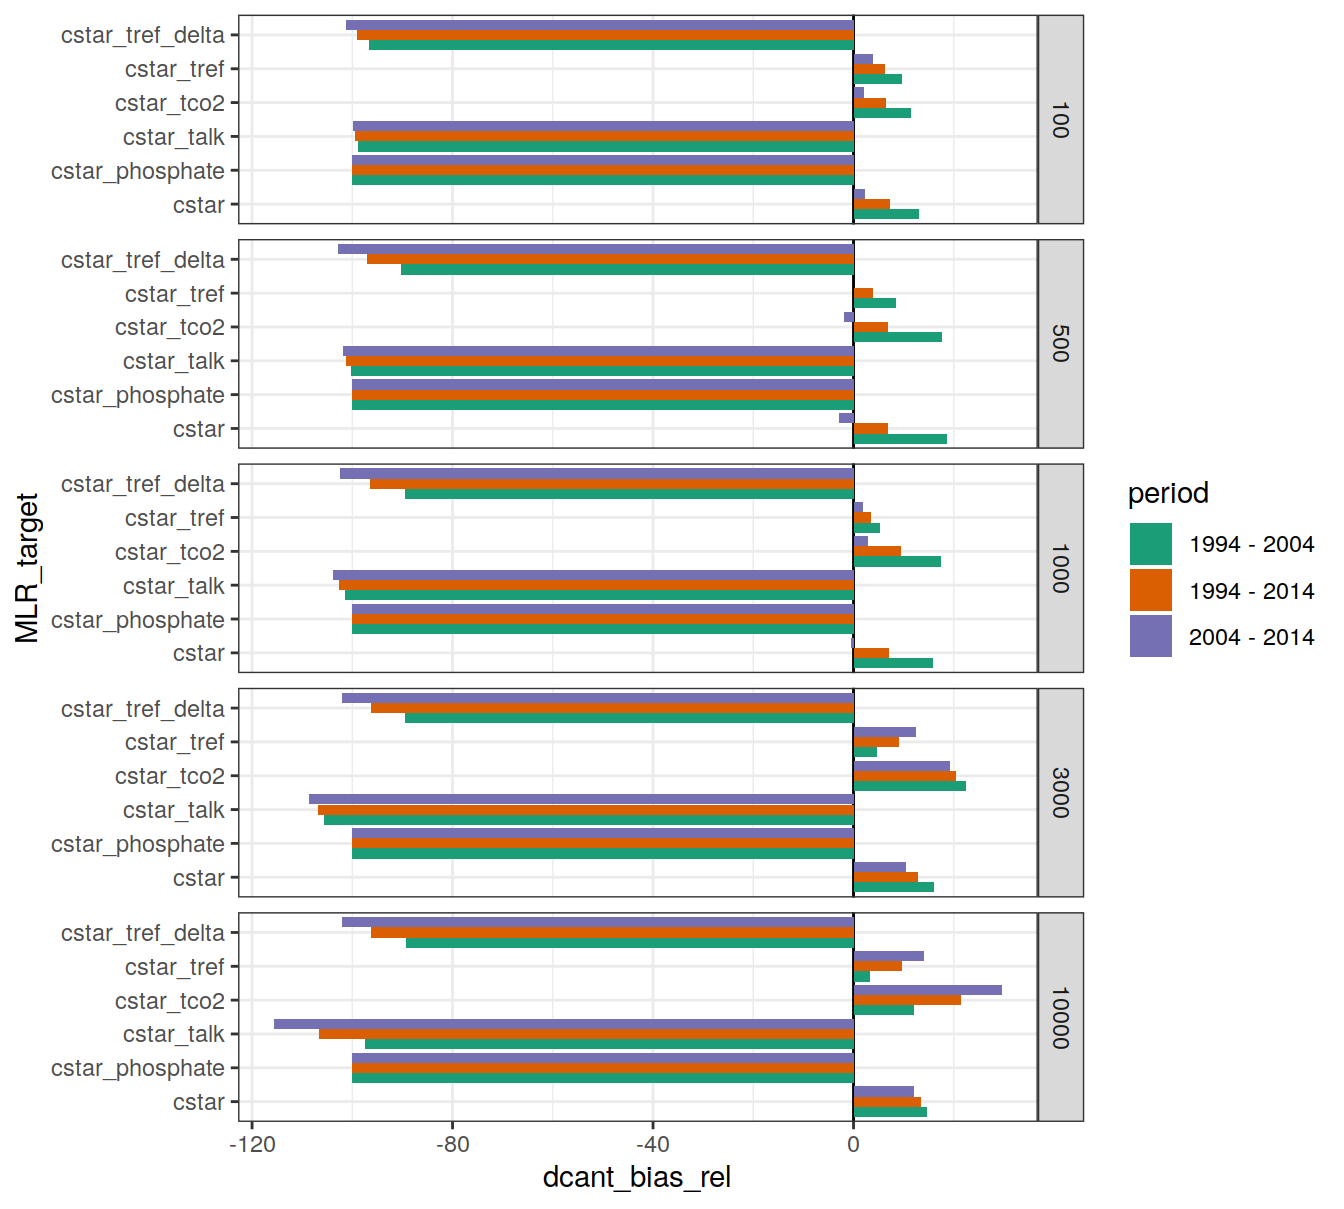 cstar_tref_delta
cstar_tref
cstar_tco2
cstar_talk
cstar_phosphate
cstar
100
cstar_tref_delta
cstar_tref
cstar_tco2
cstar_talk
cstar_phosphate
cstar
500
cstar_tref_delta
cstar_tref
cstar_tco2
cstar_talk
cstar_phosphate
cstar
1000
cstar_tref_delta
cstar_tref
cstar_tco2
cstar_talk
cstar_phosphate
cstar
3000
cstar_tref_delta
cstar_tref
cstar_tco2
cstar_talk
cstar_phosphate
cstar
10000
-120 -80 -40 0
dcant_bias_rel
MLR_target
period
1994 - 2004
1994 - 2014
2004 - 2014